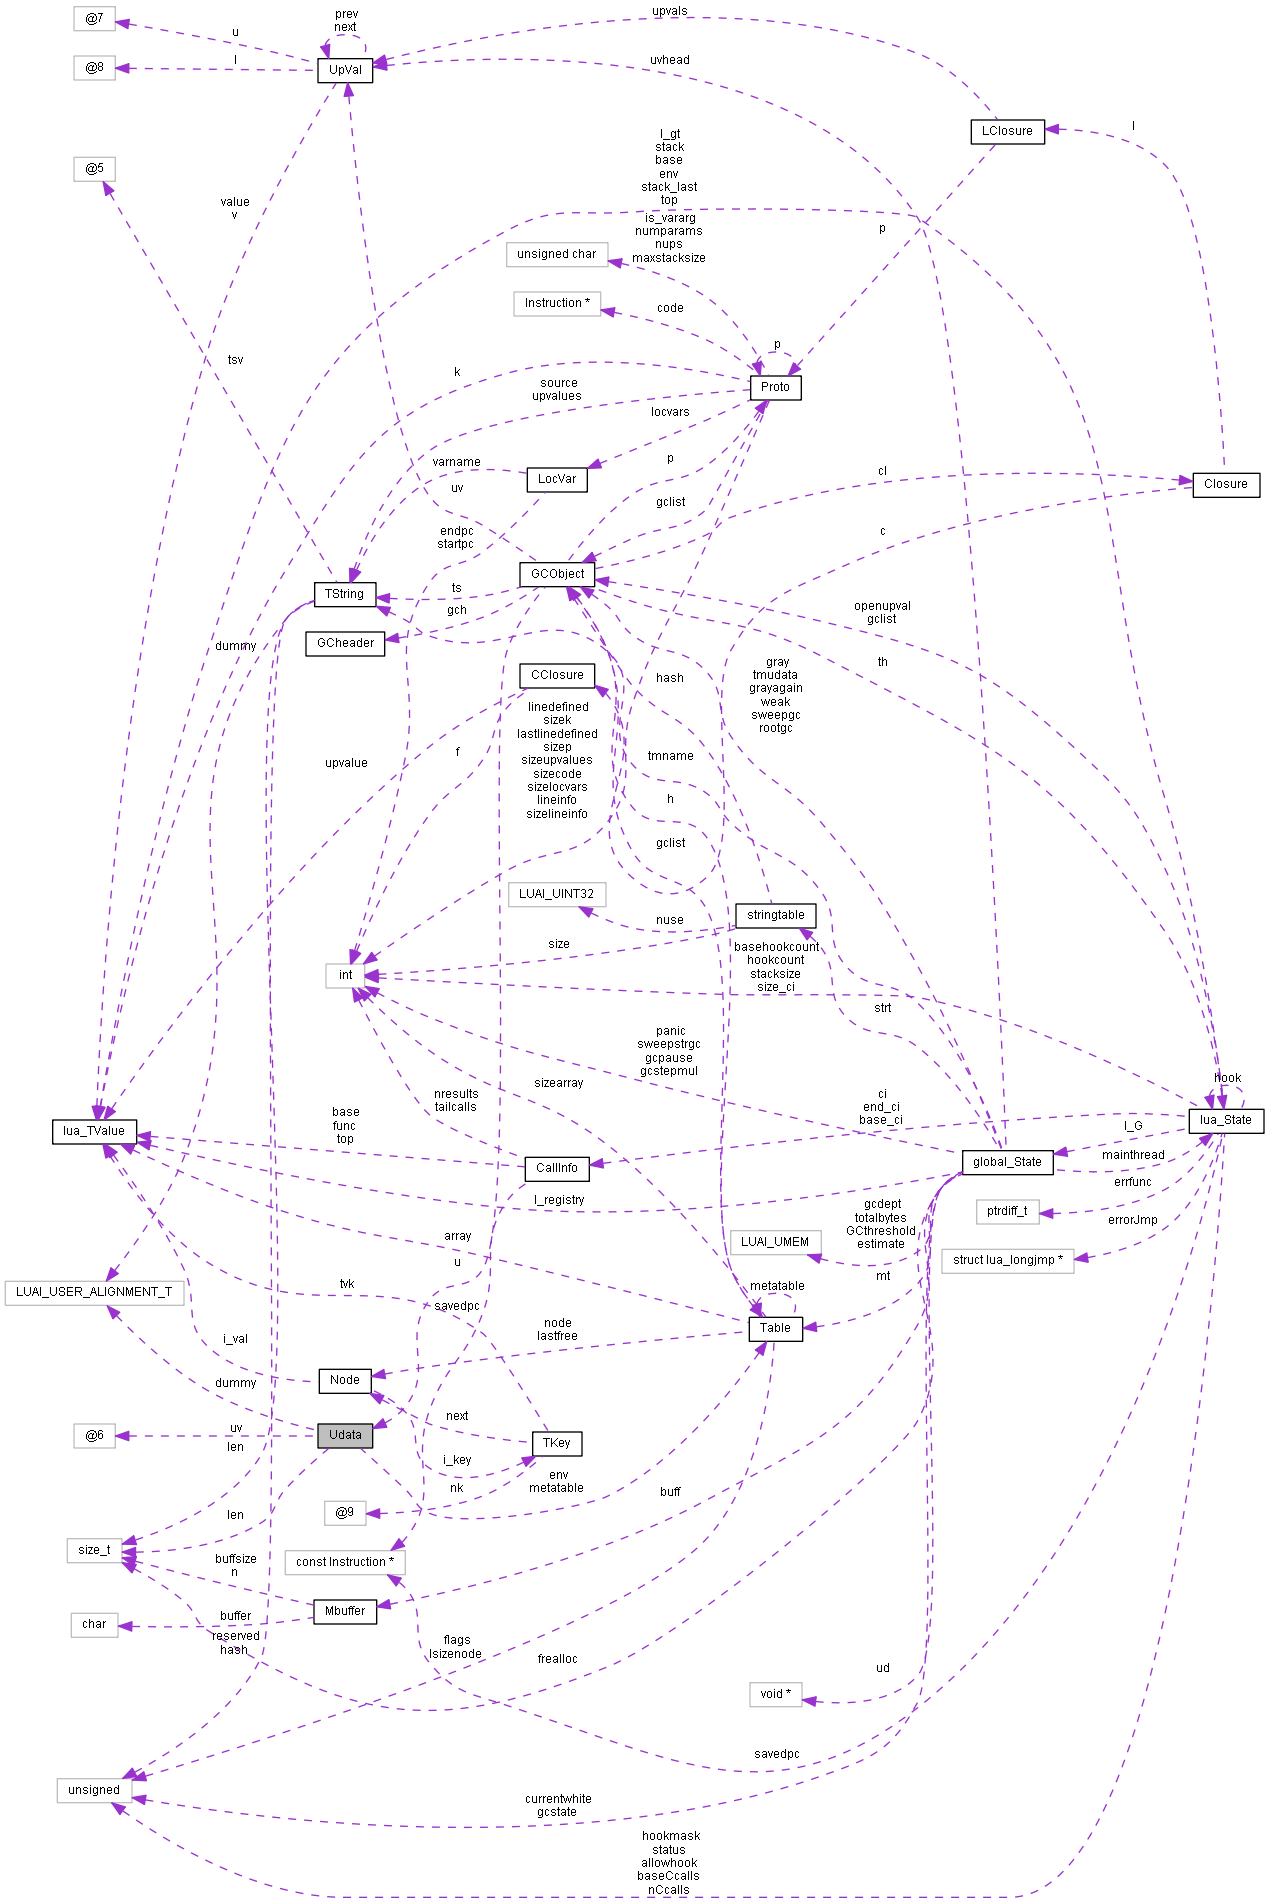 @7
u
prev
next
upvals
UpVal
@8
l
uvhead
LClosure
l
l_gt
stack
base
env
stack_last
top
@5
value
v
is_vararg
numparams
nups
maxstacksize
p
unsigned char
Instruction *
code
tsv
k
source
upvalues
p
Proto
locvars
varname
LocVar
uv
p
gclist
cl
Closure
endpc
startpc
c
TString
ts
GCObject
gch
GCheader
openupval
gclist
dummy
CClosure
hash
th
gray
tmudata
grayagain
weak
sweepgc
rootgc
linedefined
sizek
lastlinedefined
sizep
sizeupvalues
sizecode
sizelocvars
lineinfo
sizelineinfo
upvalue
f
tmname
h
gclist
LUAI_UINT32
nuse
stringtable
int
size
basehookcount
hookcount
stacksize
size_ci
strt
panic
sweepstrgc
gcpause
gcstepmul
sizearray
nresults
tailcalls
ci
end_ci
base_ci
hook
lua_State
lua_TValue
base
func
top
CallInfo
l_G
global_State
mainthread
l_registry
errfunc
ptrdiff_t
gcdept
totalbytes
GCthreshold
estimate
errorJmp
array
u
LUAI_UMEM
struct lua_longjmp *
LUAI_USER_ALIGNMENT_T
tvk
savedpc
metatable
mt
Table
node
lastfree
i_val
Node
dummy
next
@6
uv
Udata
TKey
len
i_key
nk
env
metatable
@9
buff
len
size_t
buffsize
n
const Instruction *
Mbuffer
char
buffer
reserved
hash
flags
lsizenode
frealloc
ud
void *
savedpc
unsigned
currentwhite
gcstate
hookmask
status
allowhook
baseCcalls
nCcalls